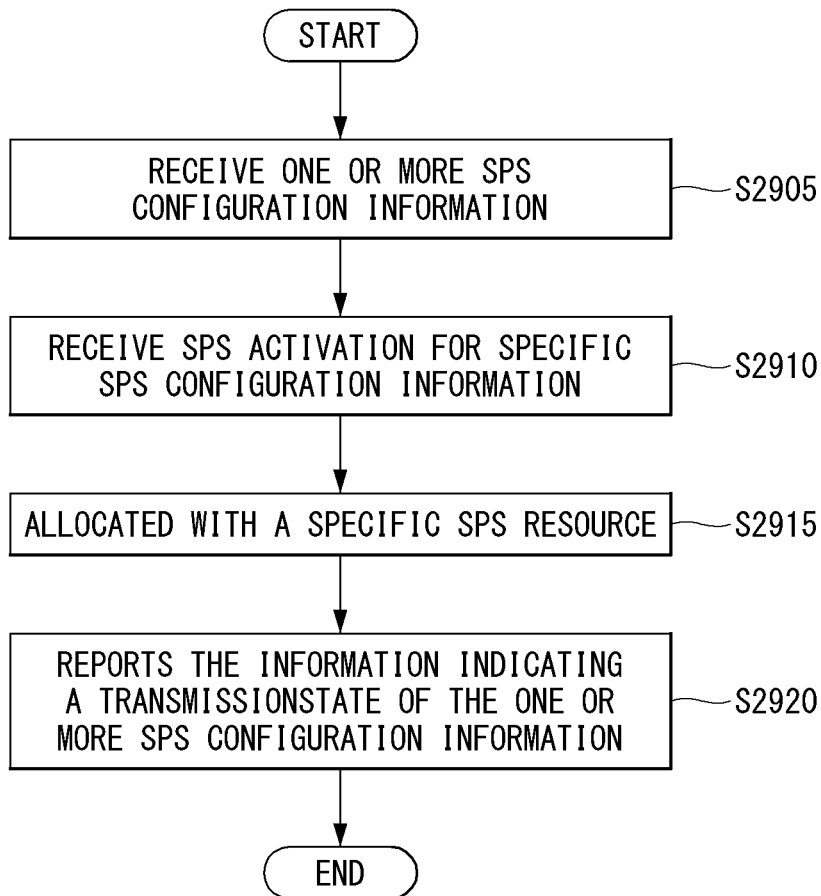 START
RECEIVE ONE OR MORE SPS
CONFIGURATION INFORMATION
S2905
RECEIVE SPS ACTIVATION FOR SPECIFIC
SPS CONFIGURATION INFORMATION
S2910
ALLOCATED WITH A SPECIFIC SPS RESOURCE
S2915
REPORTS THE INFORMATION INDICATING
A TRANSMISSIONSTATE OF THE ONE OR
MORE SPS CONFIGURATION INFORMATION
S2920
END